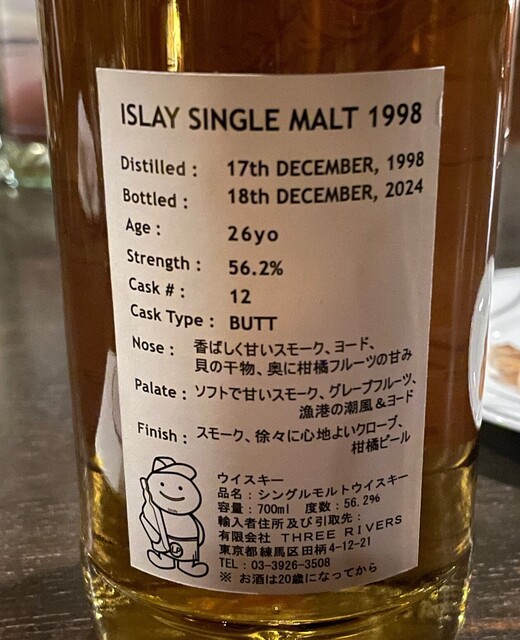 ISLAY SINGLE MALT 1998
Distilled : 17th DECEMBER, 1998
Bottled : 18th DECEMBER, 2024
Age : 26yo
Strength : 56.2%
Cask # : 12
Cask Type : BUTT
Nose : 香ばしく甘いスモーク、ヨード、
貝の干物、奥に柑橘フルーツの甘み
Palate : ソフトで甘いスモーク、グレープフルーツ、
漁港の潮風&ヨード
Finish : スモーク、徐々に心地よいクローブ、
柑橘ピール
ウイスキー
品名：シングルモルトウイスキー
容量：700ml 度数：56.2%
輸入者住所及び引取先：
有限会社 THREE RIVERS
東京都練馬区田柄4-12-21
TEL：03-3926-3508
※ お酒は20歳になってから